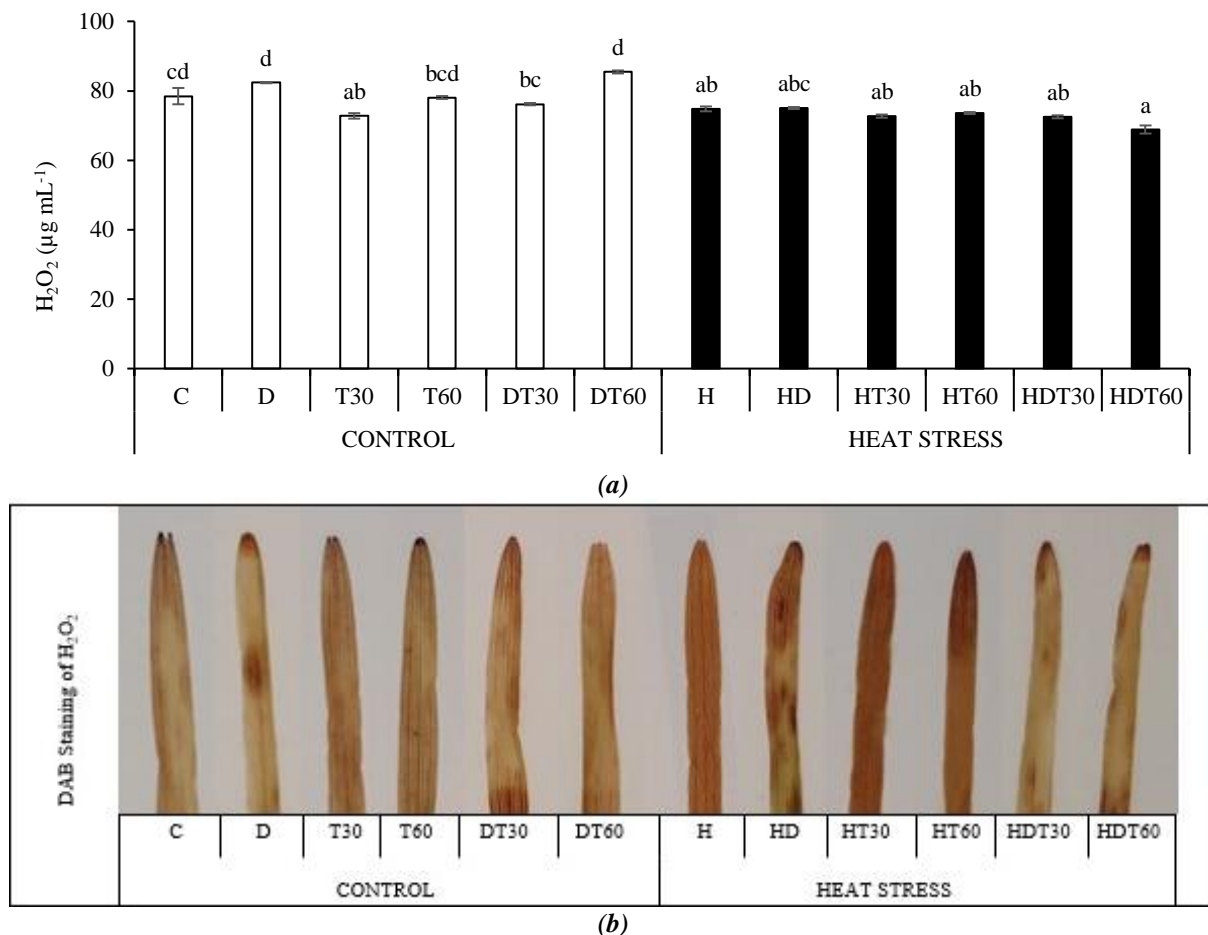 100
80
60
40
20
0
H₂O₂ (µg mL⁻¹)
cd d ab bcd bc d ab abc ab ab ab a
C D T30 T60 DT30 DT60 H HD HT30 HT60 HDT30 HDT60
CONTROL HEAT STRESS
(a)
DAB Staining of H₂O₂
C D T30 T60 DT30 DT60 H HD HT30 HT60 HDT30 HDT60
CONTROL HEAT STRESS
(b)